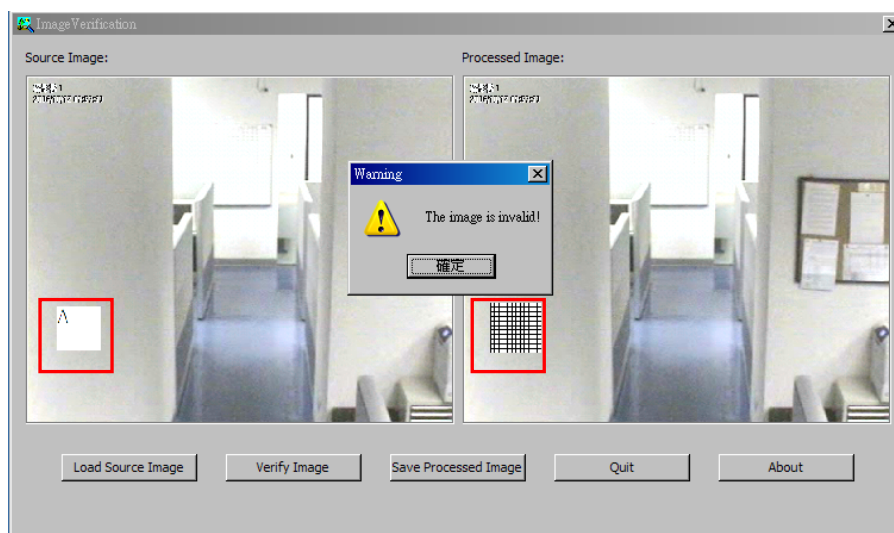 ImageVerification
Source Image:
Processed Image:
Warning
The image is invalid!
確定
A
Load Source Image
Verify Image
Save Processed Image
Quit
About